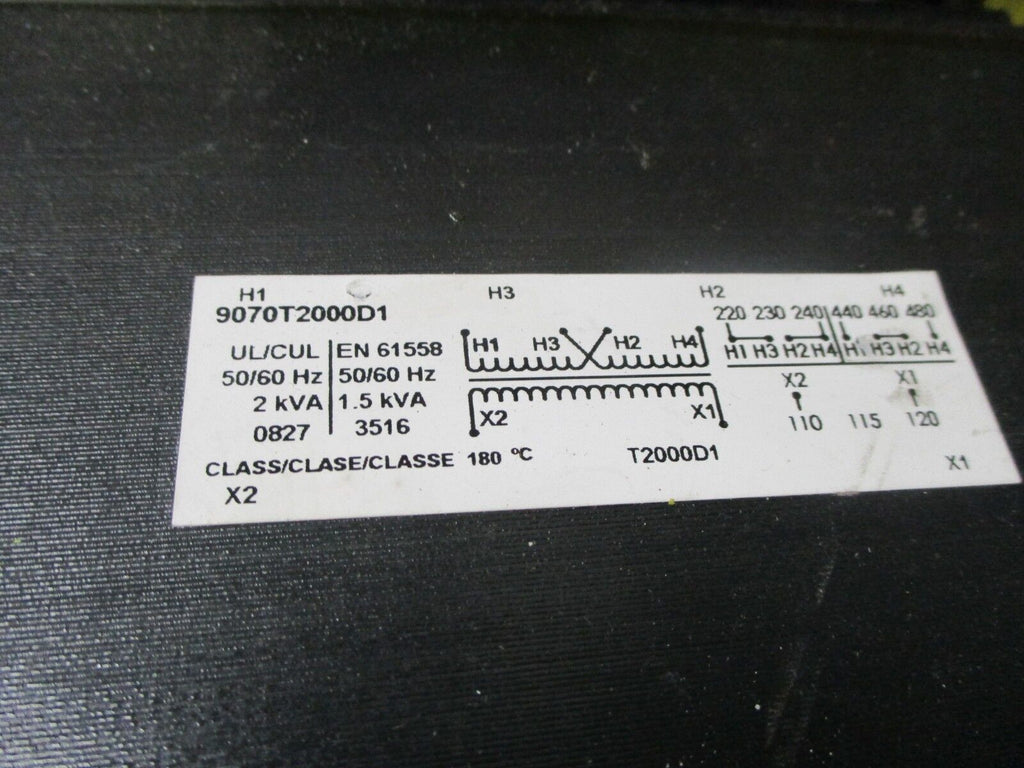 H1 H3 H2 H4
9070T2000D1
220 230 240 440 460 480
UL/CUL EN 61558
H1 H3 H2 H4
H1 H3 H2 H4 H1 H3 H2 H4
50/60 Hz 50/60 Hz
2 kVA 1.5 kVA
X2 X1
X2 X1
0827 3516
110 115 120
CLASS/CLASE/CLASSE 180 ºC T2000D1
X2 X1